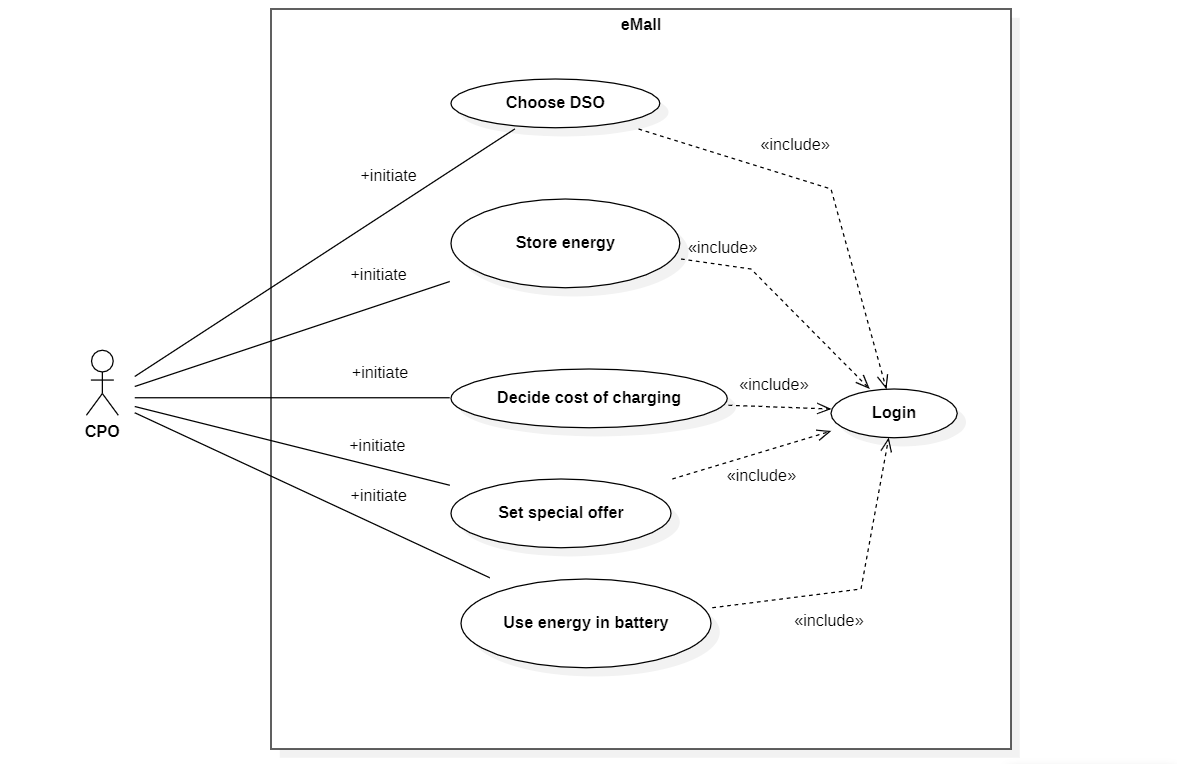 eMall
Choose DSO
«include»
+initiate
Store energy
«include»
+initiate
+initiate
Decide cost of charging
«include»
Login
CPO
+initiate
«include»
+initiate
Set special offer
Use energy in battery
«include»